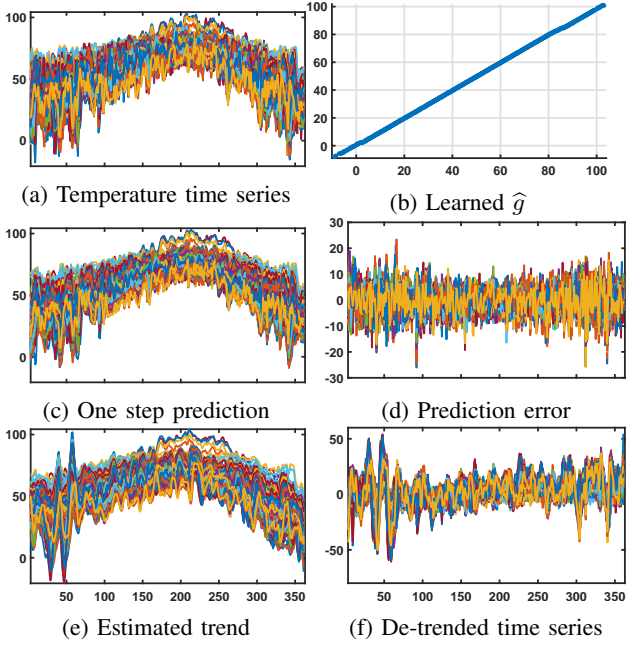 100
50
0
(a) Temperature time series
100
80
60
40
20
0
0 20 40 60 80 100
(b) Learned ĝ
100
50
0
(c) One step prediction
30
20
10
0
-10
-20
-30
(d) Prediction error
100
50
0
50 100 150 200 250 300 350
(e) Estimated trend
50
0
-50
50 100 150 200 250 300 350
(f) De-trended time series